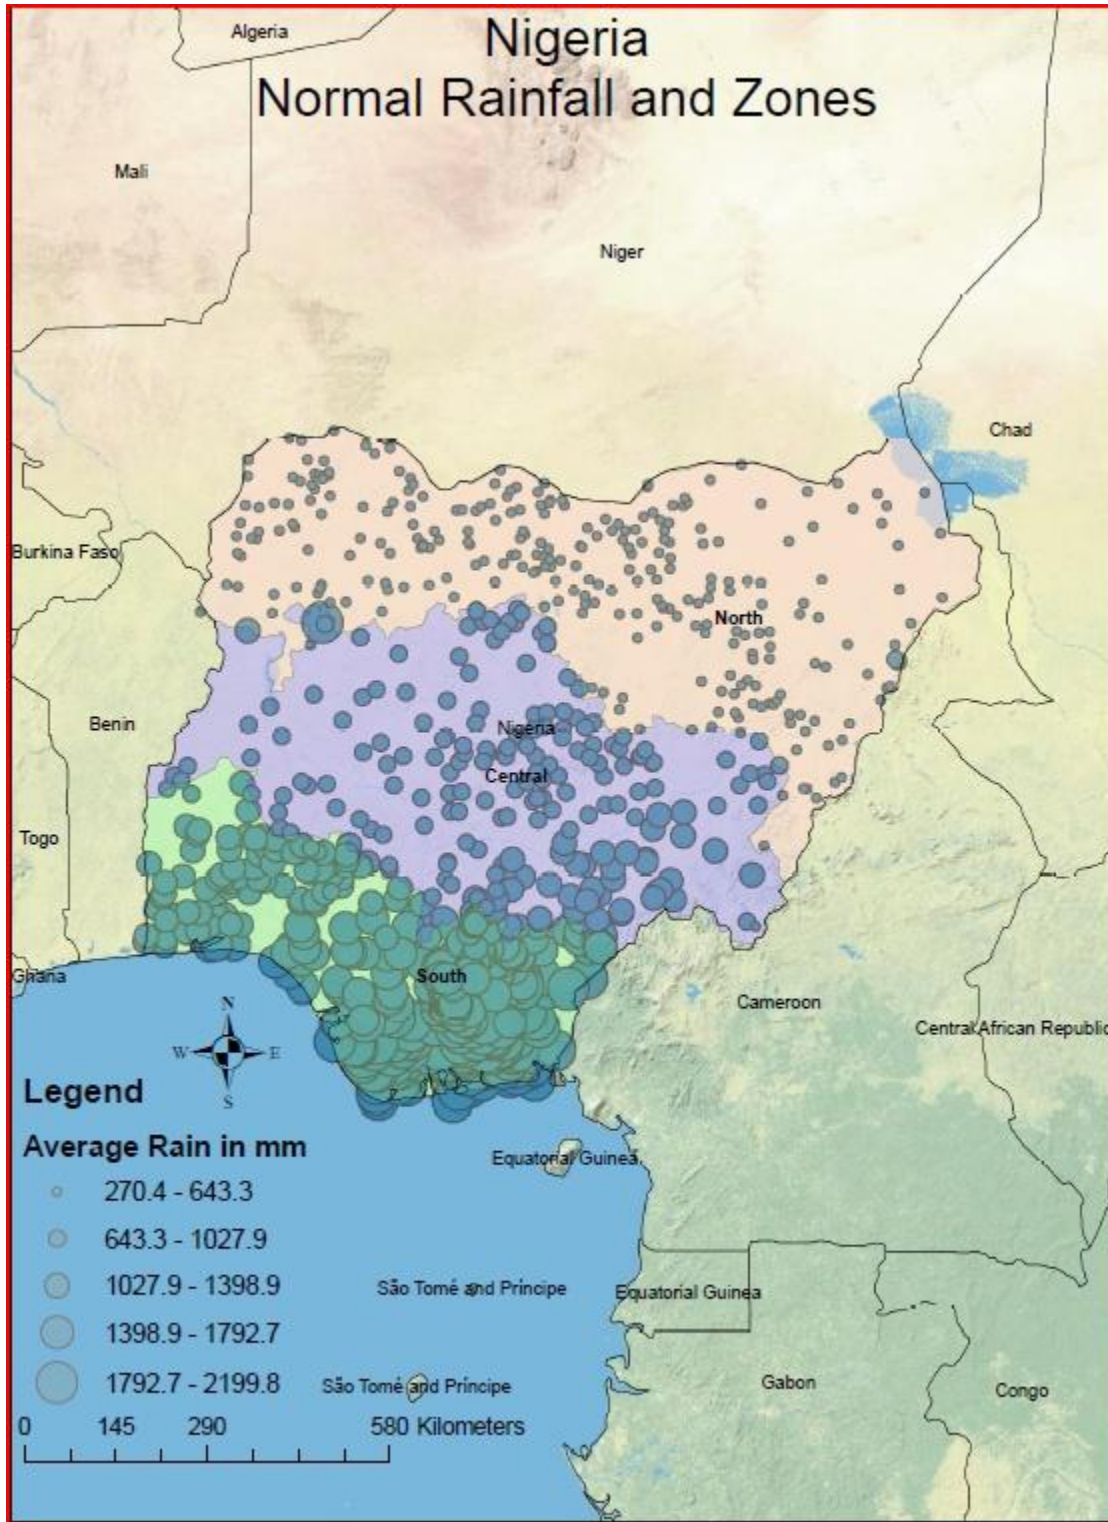 Nigeria
Normal Rainfall and Zones
Algeria
Mali
Niger
Chad
Burkina Faso
North
Benin
Nigeria
Central
Togo
Ghana
South
Cameroon
Central African Republic
N
W
E
S
Legend
Average Rain in mm
270.4 - 643.3
643.3 - 1027.9
1027.9 - 1398.9
1398.9 - 1792.7
1792.7 - 2199.8
0 145 290 580 Kilometers
Equatorial Guinea
São Tomé and Príncipe
Equatorial Guinea
São Tomé and Príncipe
Gabon
Congo